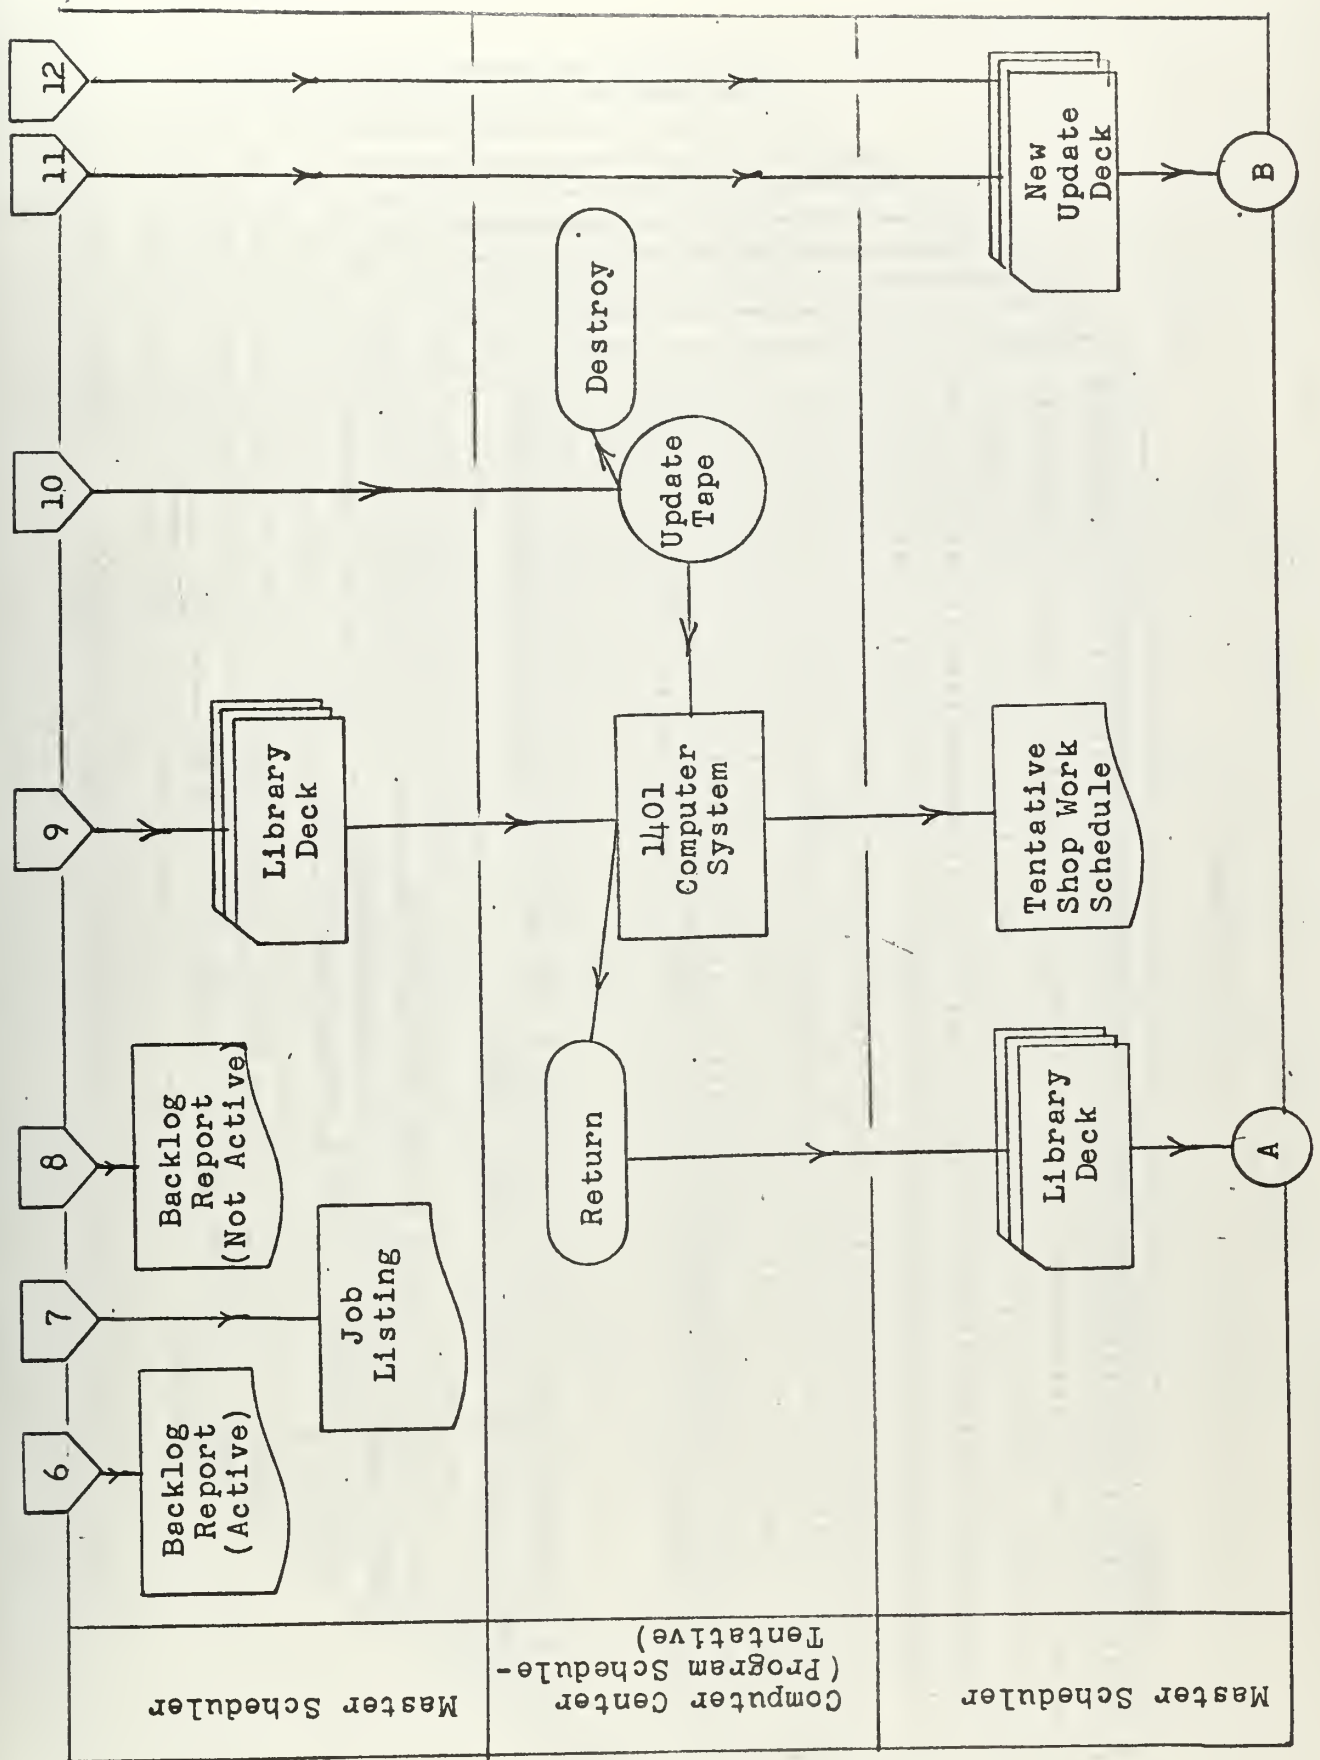 6
7
8
9
10
11
12
Backlog
Report
(Active)
Job
Listing
Backlog
Report
(Not Active)
Library
Deck
Master Scheduler
Return
1401
Computer
System
Update
Tape
Destroy
Computer Center
(Program Schedule-
Tentative)
Library
Deck
Tentative
Shop Work
Schedule
New
Update
Deck
Master Scheduler
A
B